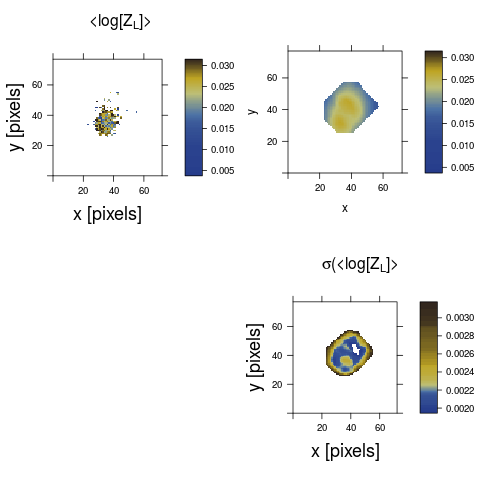 <log[Z_L]>
y [pixels]
60
40
20
20 40 60
x [pixels]
0.030
0.025
0.020
0.015
0.010
0.005
y
60
40
20
20 40 60
x
0.030
0.025
0.020
0.015
0.010
0.005
σ(<log[Z_L]>
y [pixels]
60
40
20
20 40 60
x [pixels]
0.0030
0.0028
0.0026
0.0024
0.0022
0.0020